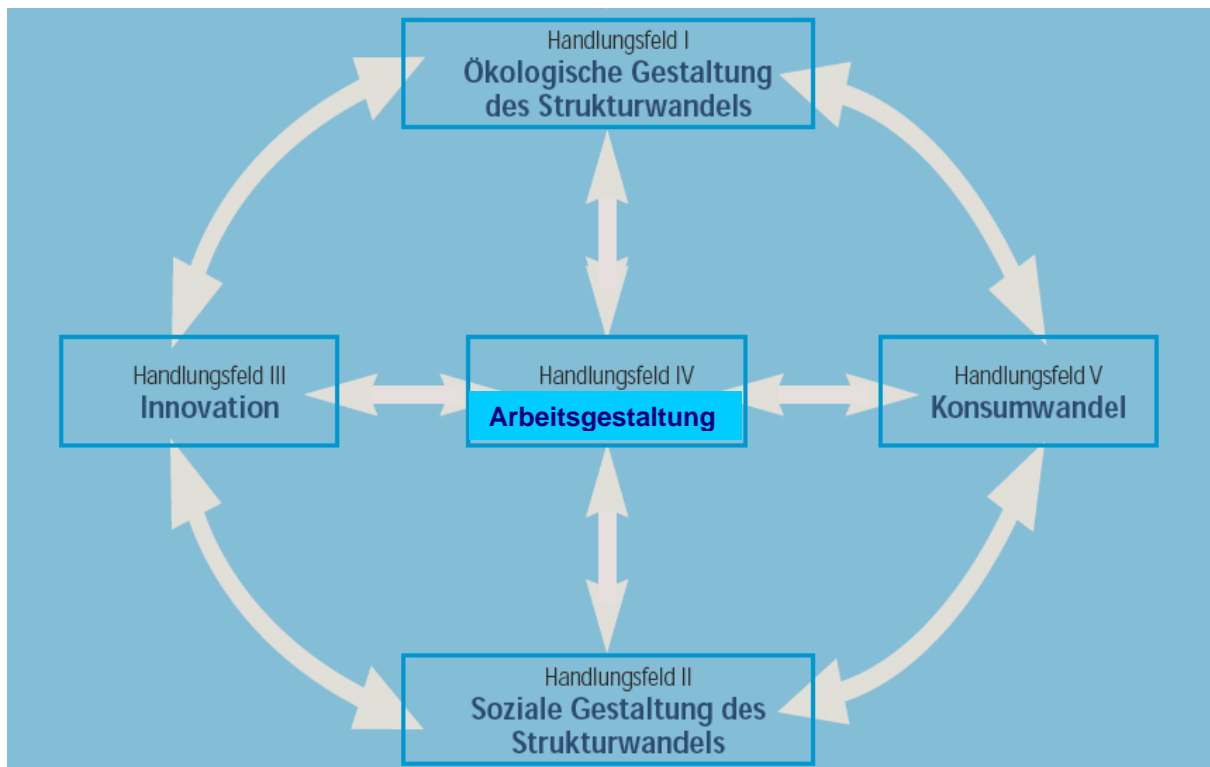 Handlungsfeld I
Ökologische Gestaltung
des Strukturwandels
Handlungsfeld III
Innovation
Handlungsfeld IV
Arbeitsgestaltung
Handlungsfeld V
Konsumwandel
Handlungsfeld II
Soziale Gestaltung des
Strukturwandels